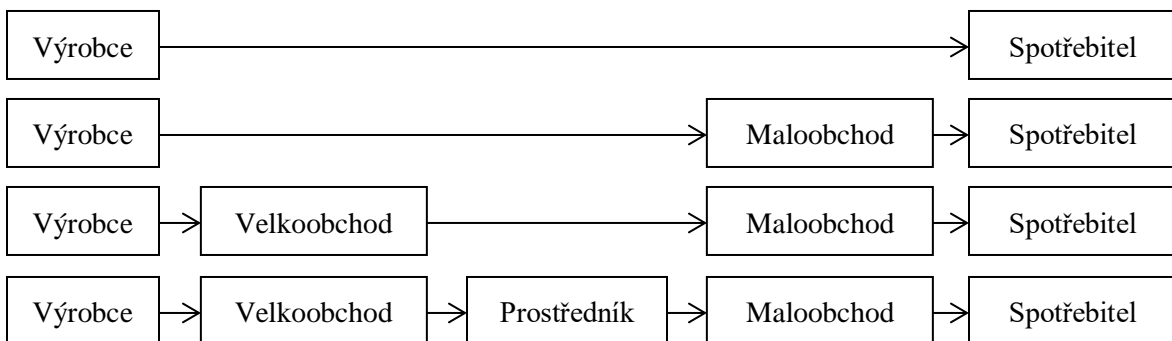 Výrobce Spotřebitel
Výrobce Maloobchod Spotřebitel
Výrobce Velkoobchod Maloobchod Spotřebitel
Výrobce Velkoobchod Prostředník Maloobchod Spotřebitel